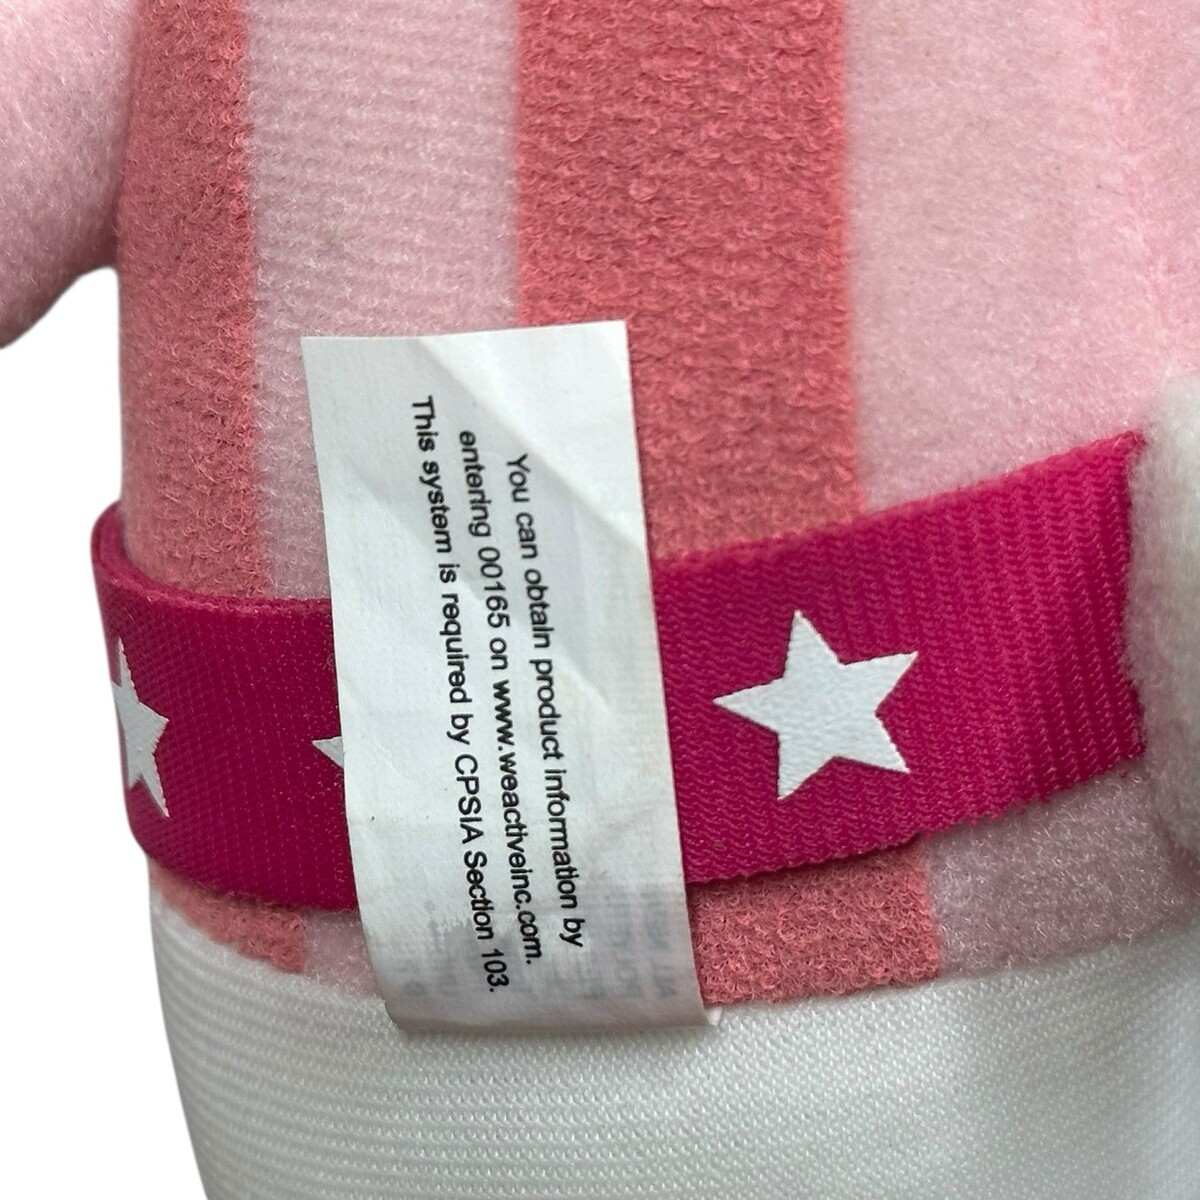 You can obtain product information by
entering 00165 on www.weactiveinc.com.
This system is required by CPSIA Section 103.